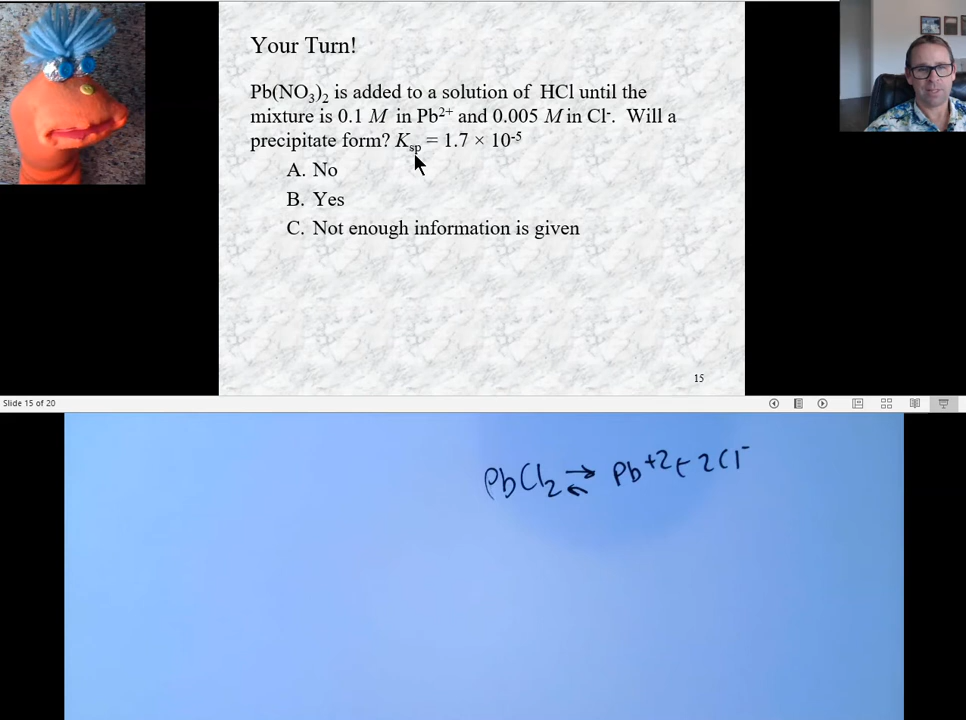 Your Turn!
Pb(NO₃)₂ is added to a solution of HCl until the
mixture is 0.1 M in Pb²⁺ and 0.005 M in Cl⁻. Will a
precipitate form? Kₛₚ = 1.7 × 10⁻⁵
A. No
B. Yes
C. Not enough information is given
15
Slide 15 of 20
PbCl₂ ⇌ Pb⁺² + 2Cl⁻